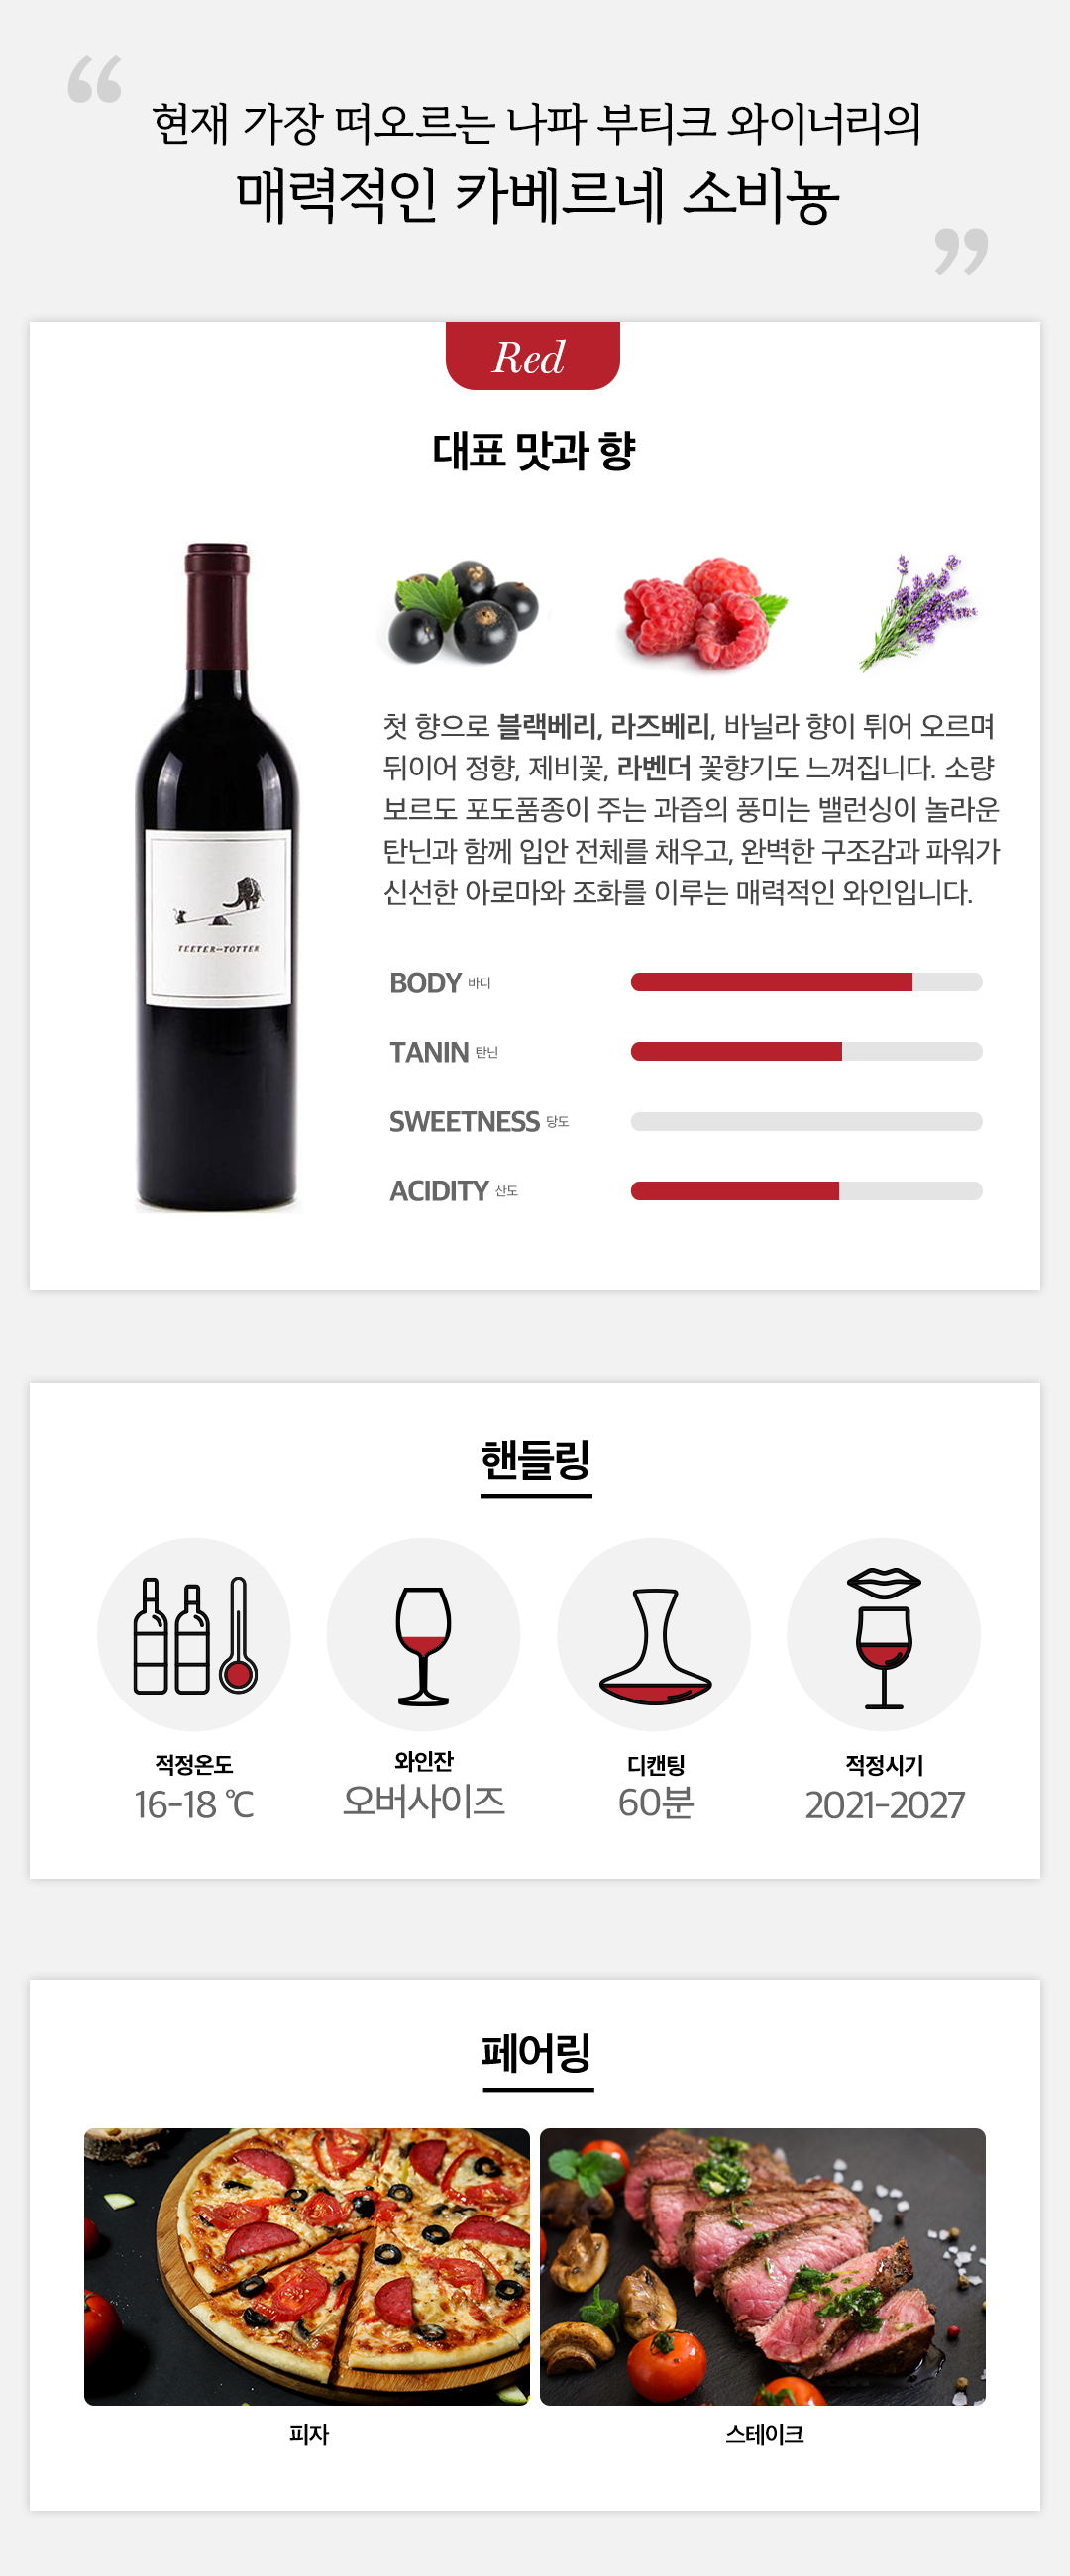 “
현재 가장 떠오르는 나파 부티크 와이너리의
매력적인 카베르네 소비뇽
”
Red
대표 맛과 향
첫 향으로 블랙베리, 라즈베리, 바닐라 향이 튀어 오르며
뒤이어 정향, 제비꽃, 라벤더 꽃향기도 느껴집니다. 소량
보르도 포도품종이 주는 과즙의 풍미는 밸런싱이 놀라운
탄닌과 함께 입안 전체를 채우고, 완벽한 구조감과 파워가
신선한 아로마와 조화를 이루는 매력적인 와인입니다.
TEETER-TOTTER
BODY 바디
TANIN 탄닌
SWEETNESS 당도
ACIDITY 산도
핸들링
적정온도
16-18 ℃
와인잔
오버사이즈
디캔팅
60분
적정시기
2021-2027
페어링
피자
스테이크